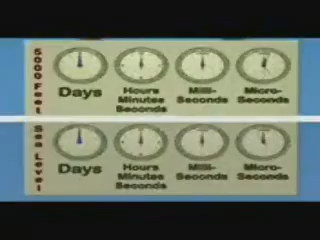 5000 Feet
Days
Hours
Minutes
Seconds
Milli-
Seconds
Micro-
Seconds
Sea Level
Days
Hours
Minutes
Seconds
Milli-
Seconds
Micro-
Seconds